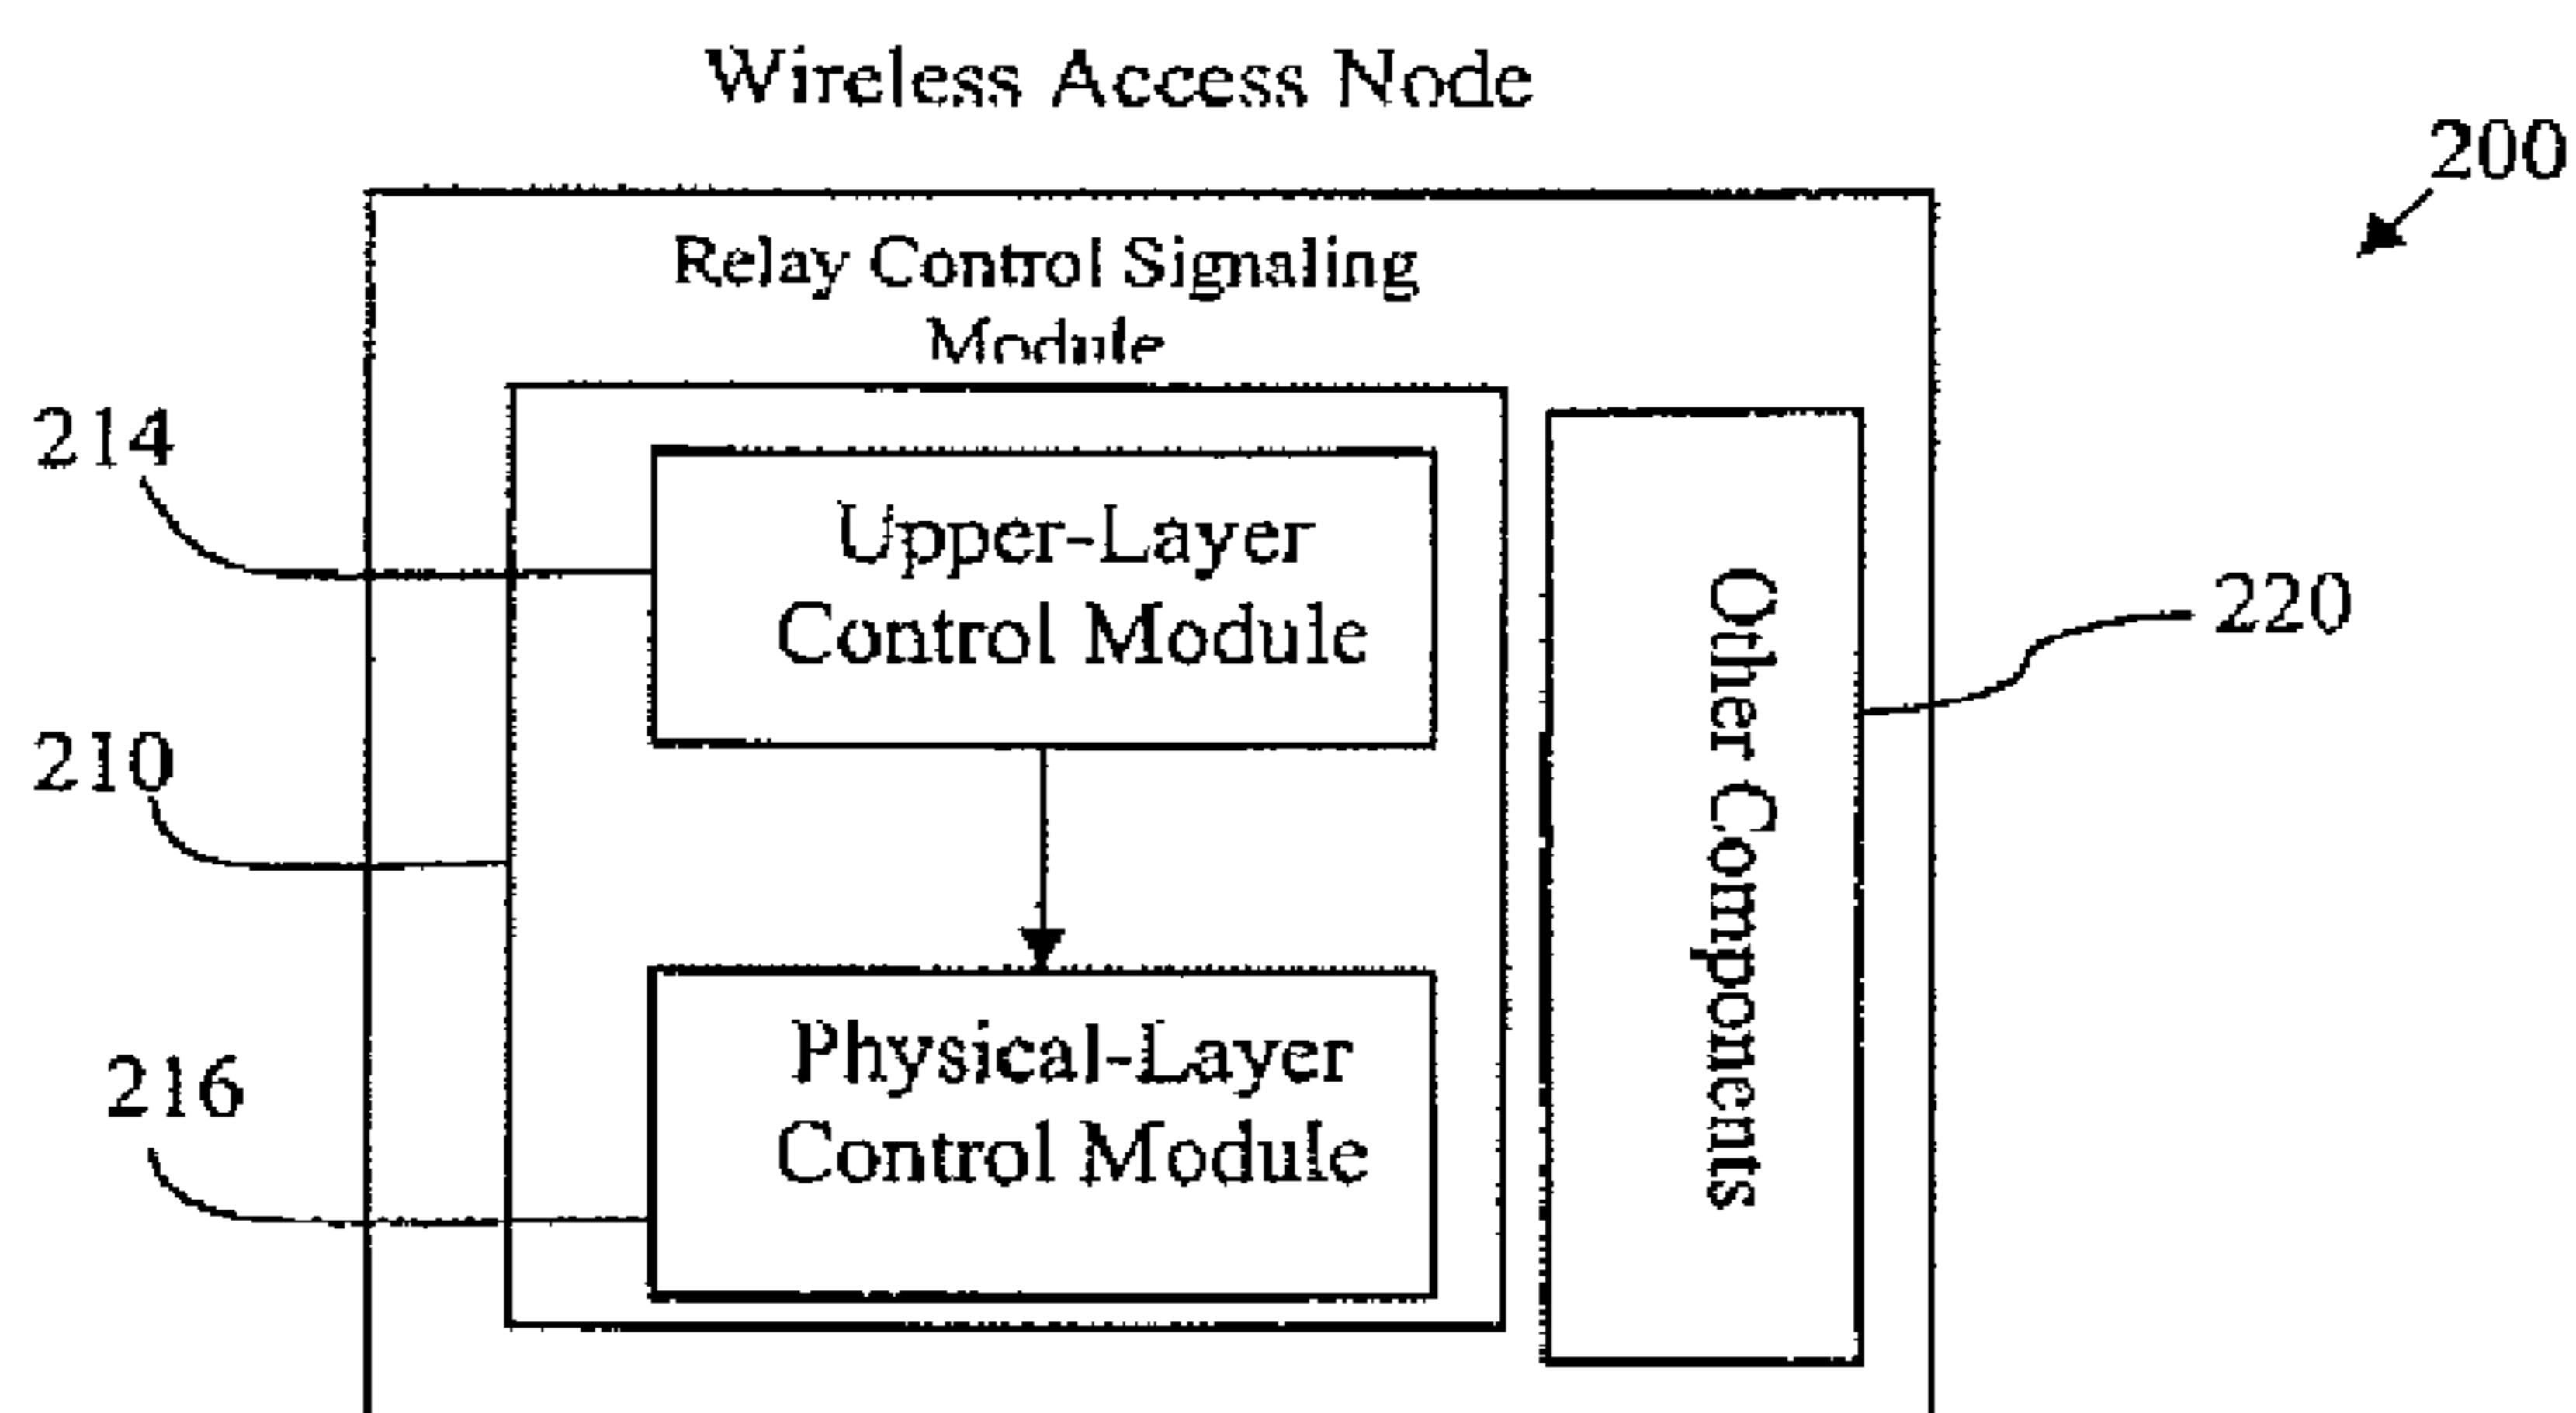 Wireless Access Node
200
Relay Control Signaling
Module
214
Upper-Layer
Control Module
220
Other Components
210
Physical-Layer
Control Module
216